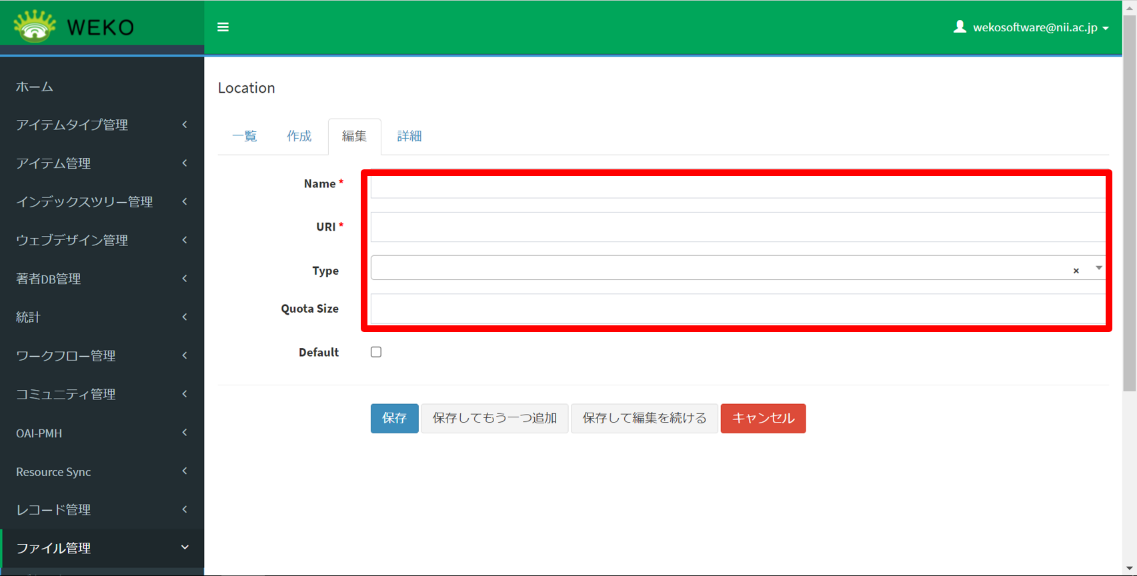 WEKO
wekosoftware@nii.ac.jp
ホーム
アイテムタイプ管理
アイテム管理
インデックスツリー管理
ウェブデザイン管理
著者DB管理
統計
ワークフロー管理
コミュニティ管理
OAI-PMH
Resource Sync
レコード管理
ファイル管理
Location
一覧 作成 編集 詳細
Name *
URI *
Type ×
Quota Size
Default
保存 保存してもう一つ追加 保存して編集を続ける キャンセル